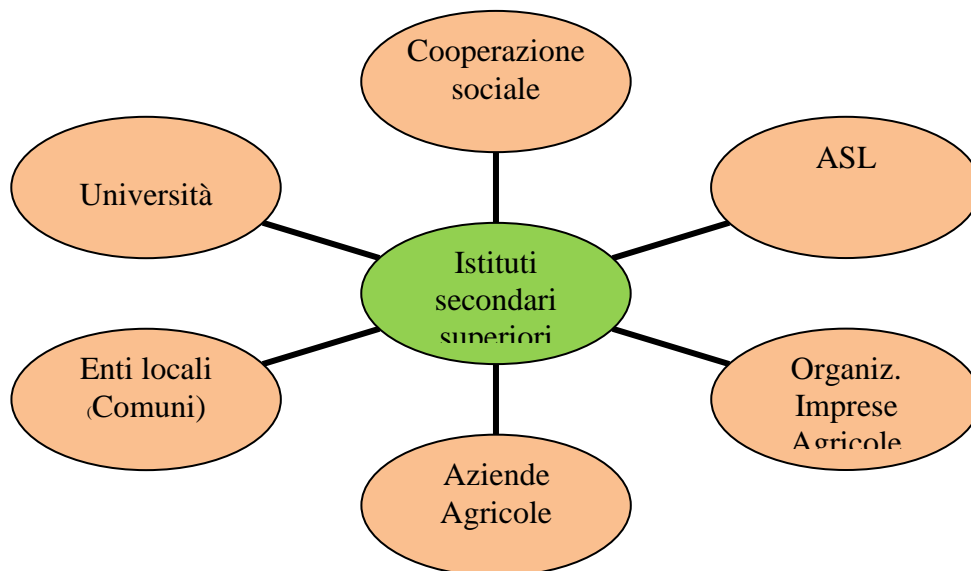 Cooperazione
sociale
ASL
Università
Istituti
secondari
superiori
Enti locali
(Comuni)
Organiz.
Imprese
Agricole
Aziende
Agricole